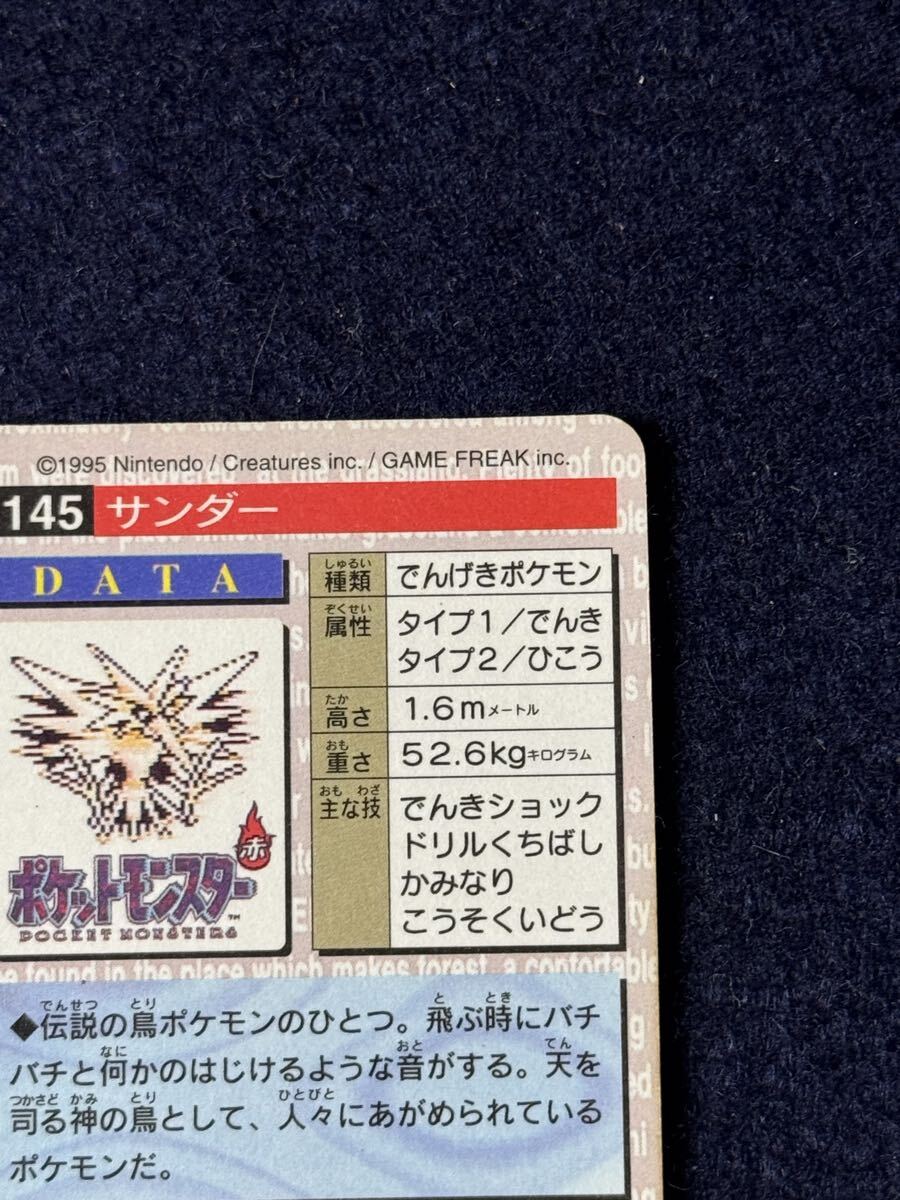 ©1995 Nintendo / Creatures inc. / GAME FREAK inc.
145 サンダー
DATA
赤
ポケットモンスター™
POCKET MONSTERS
種類 しゅるい でんげきポケモン
属性 ぞくせい タイプ1/でんき
タイプ2/ひこう
高さ たか 1.6mメートル
重さ おも 52.6kgキログラム
主な技 おも わざ でんきショック
ドリルくちばし
かみなり
こうそくいどう
found in the place which makes forest, a comfortable
でんせつ とり と とき
◆伝説の鳥ポケモンのひとつ。飛ぶ時にバチ
なに おと てん
バチと何かのはじけるような音がする。天を
つかさど かみ とり ひとびと
司る神の鳥として、人々にあがめられている
ポケモンだ。